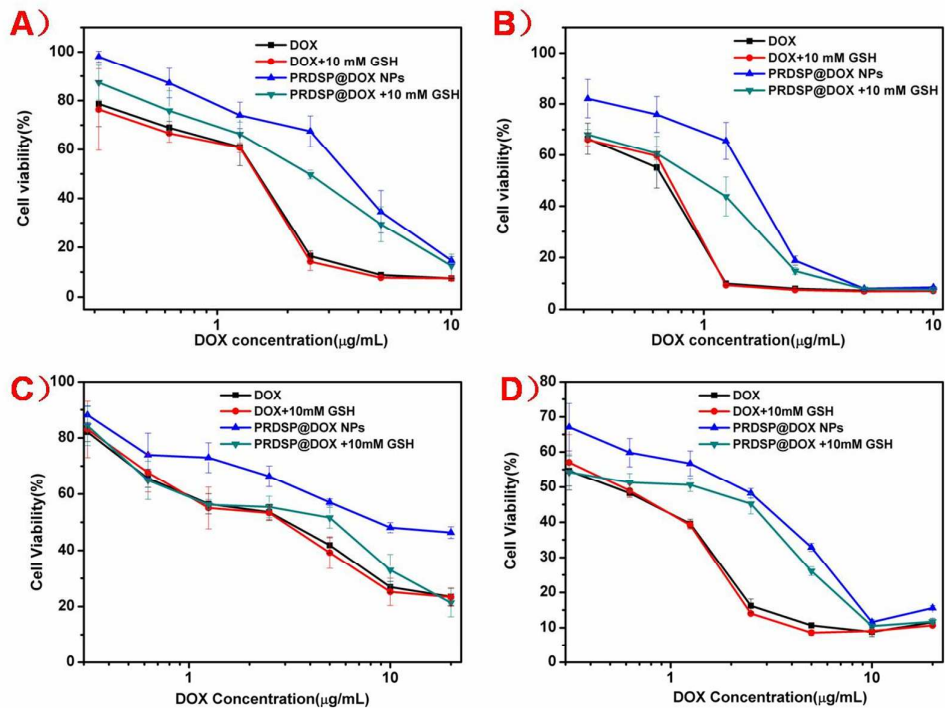 A)
100
80
60
40
20
0
Cell viability(%)
DOX
DOX+10 mM GSH
PRDSP@DOX NPs
PRDSP@DOX +10 mM GSH
1
10
DOX concentration(μg/mL)
B)
100
80
60
40
20
0
Cell viability(%)
DOX
DOX+10 mM GSH
PRDSP@DOX NPs
PRDSP@DOX +10 mM GSH
1
10
DOX concentration(μg/mL)
C)
100
80
60
40
20
0
Cell Viability(%)
DOX
DOX+10mM GSH
PRDSP@DOX NPs
PRDSP@DOX +10mM GSH
1
10
DOX Concentration(μg/mL)
D)
80
70
60
50
40
30
20
10
0
Cell Viability(%)
DOX
DOX+10mM GSH
PRDSP@DOX NPs
PRDSP@DOX +10mM GSH
1
10
DOX Concentration(μg/mL)